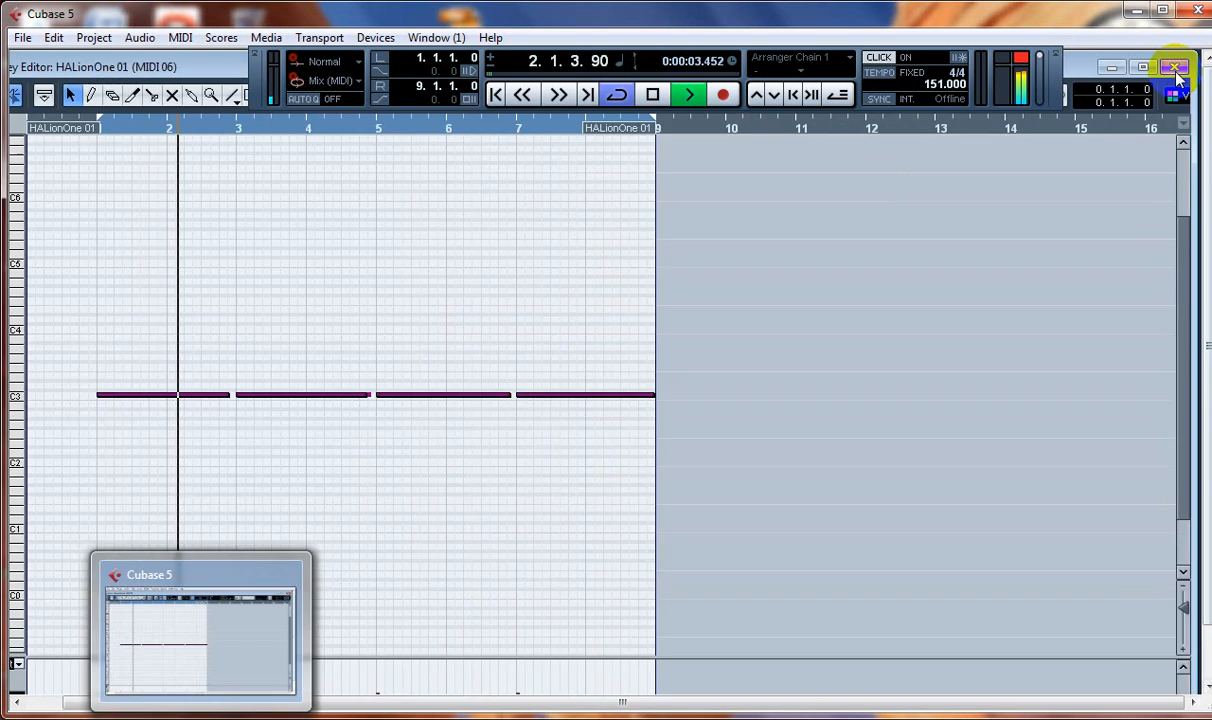 Cubase 5
File Edit Project Audio MIDI Scores Media Transport Devices Window (1) Help
ey Editor: HALionOne 01 (MIDI 06)
Normal
Mix (MIDI)
AUTO Q OFF
L 1. 1. 1. 0
0. 0
R 9. 1. 1. 0
0. 0
2. 1. 3. 90 0:00:03.452
Arranger Chain 1
-
-
CLICK ON
TEMPO FIXED 4/4
151.000
SYNC INT. Offline
0. 1. 1. 0
0. 1. 1. 0
V
HALionOne 01 2 3 4 5 6 7 HALionOne 01 9 10 11 12 13 14 15 16
C6
C5
C4
C3
C2
C1
C0
Cubase 5